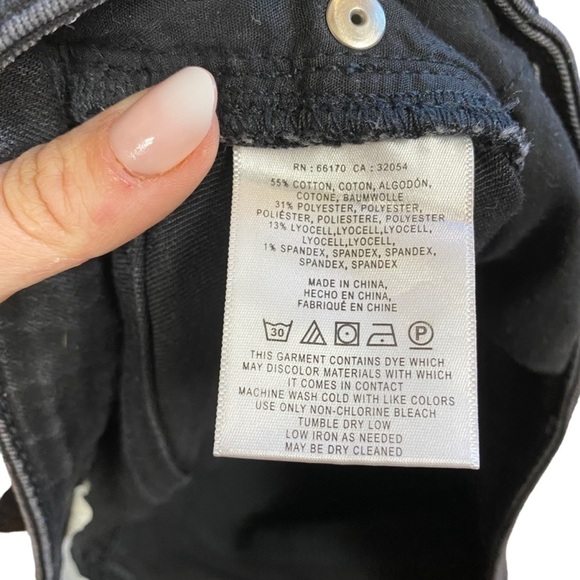 RN : 66170 CA : 32054
55% COTTON, COTON, ALGODÓN,
COTONE, BAUMWOLLE
31% POLYESTER, POLYESTER,
POLIÉSTER, POLIESTERE, POLYESTER
13% LYOCELL,LYOCELL,LYOCELL,
LYOCELL,LYOCELL,
1% SPANDEX, SPANDEX, SPANDEX,
SPANDEX, SPANDEX
MADE IN CHINA,
HECHO EN CHINA,
FABRIQUÉ EN CHINE
30 P
THIS GARMENT CONTAINS DYE WHICH
MAY DISCOLOR MATERIALS WITH WHICH
IT COMES IN CONTACT
MACHINE WASH COLD WITH LIKE COLORS
USE ONLY NON-CHLORINE BLEACH
TUMBLE DRY LOW
LOW IRON AS NEEDED
MAY BE DRY CLEANED